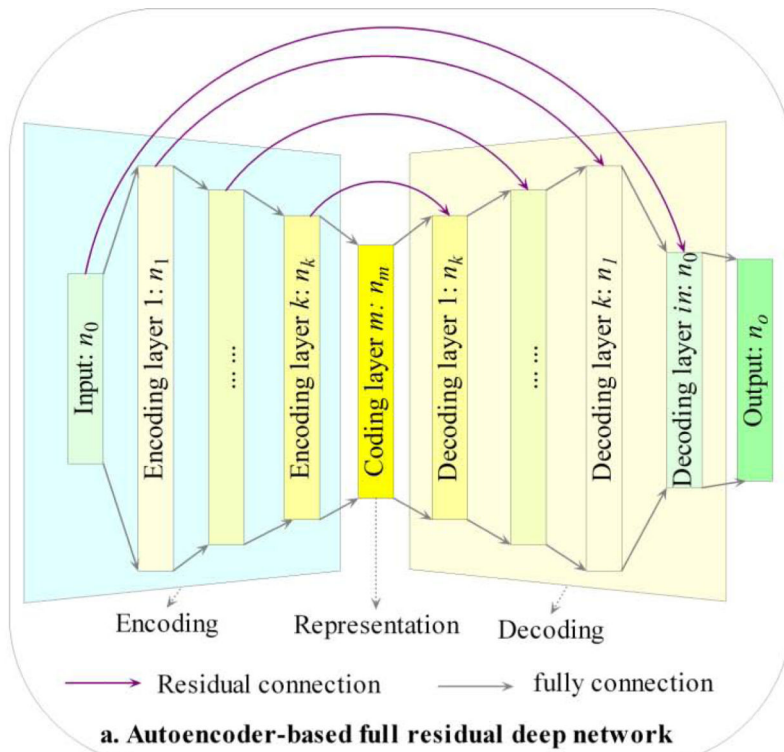 Input: n₀
Encoding layer 1: n₁
... ...
Encoding layer k: nₖ
Coding layer m: nₘ
Decoding layer 1: nₖ
... ...
Decoding layer k: n₁
Decoding layer in: n₀
Output: nₒ
Encoding
Representation
Decoding
Residual connection
fully connection
a. Autoencoder-based full residual deep network